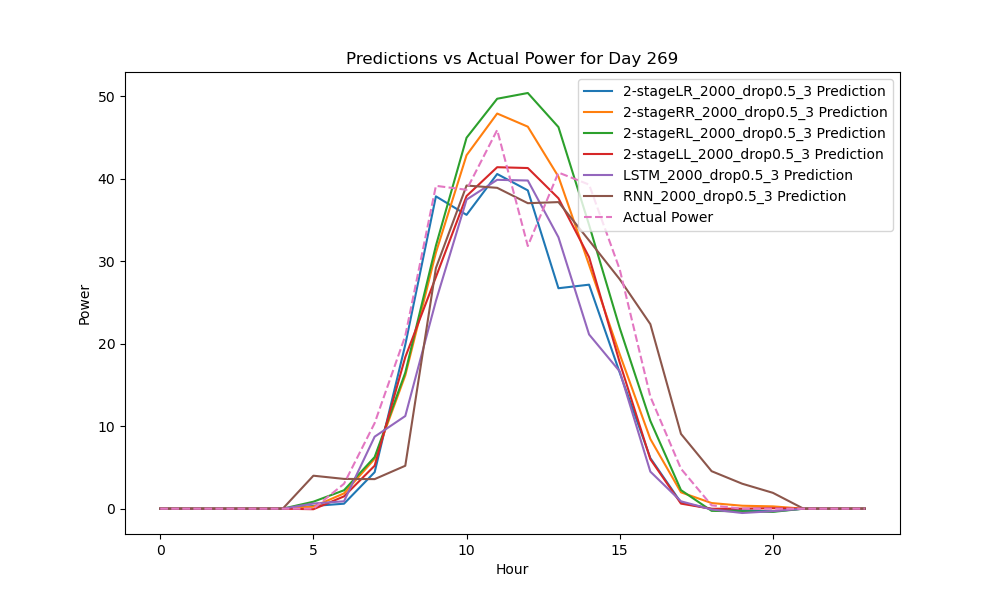 Predictions vs Actual Power for Day 269
2-stageLR_2000_drop0.5_3 Prediction
2-stageRR_2000_drop0.5_3 Prediction
2-stageRL_2000_drop0.5_3 Prediction
2-stageLL_2000_drop0.5_3 Prediction
LSTM_2000_drop0.5_3 Prediction
RNN_2000_drop0.5_3 Prediction
Actual Power
50
40
30
20
10
0
Power
0 5 10 15 20
Hour